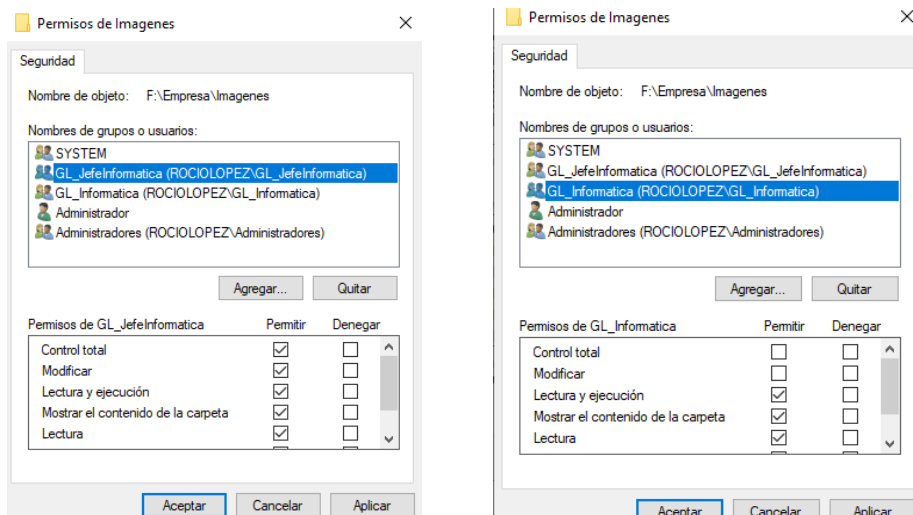 Permisos de Imagenes
Seguridad
Nombre de objeto: F:\Empresa\Imagenes
Nombres de grupos o usuarios:
SYSTEM
GL_JefeInformatica (ROCIOLOPEZ\GL_JefeInformatica)
GL_Informatica (ROCIOLOPEZ\GL_Informatica)
Administrador
Administradores (ROCIOLOPEZ\Administradores)
Agregar... Quitar
Permisos de GL_JefeInformatica Permitir Denegar
Control total
Modificar
Lectura y ejecución
Mostrar el contenido de la carpeta
Lectura
Aceptar Cancelar Aplicar
Permisos de Imagenes
Seguridad
Nombre de objeto: F:\Empresa\Imagenes
Nombres de grupos o usuarios:
SYSTEM
GL_JefeInformatica (ROCIOLOPEZ\GL_JefeInformatica)
GL_Informatica (ROCIOLOPEZ\GL_Informatica)
Administrador
Administradores (ROCIOLOPEZ\Administradores)
Agregar... Quitar
Permisos de GL_Informatica Permitir Denegar
Control total
Modificar
Lectura y ejecución
Mostrar el contenido de la carpeta
Lectura
Aceptar Cancelar Aplicar